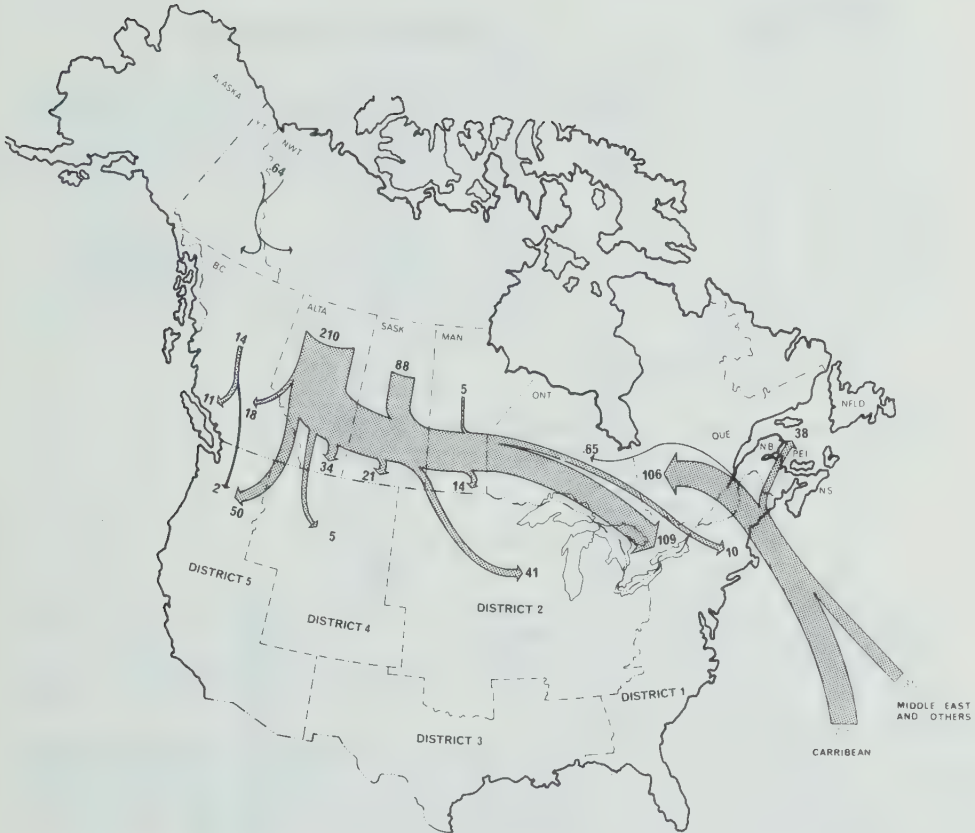 ALASKA
NWT
.64
BC
ALTA
SASK
MAN
ONT
QUE
NFLD
NB
PEI
NS
14
210
88
5
11
18
.65
38
106
34
21
14
2
50
5
109
10
41
DISTRICT 5
DISTRICT 2
DISTRICT 4
DISTRICT 1
DISTRICT 3
MIDDLE EAST
AND OTHERS
CARRIBEAN